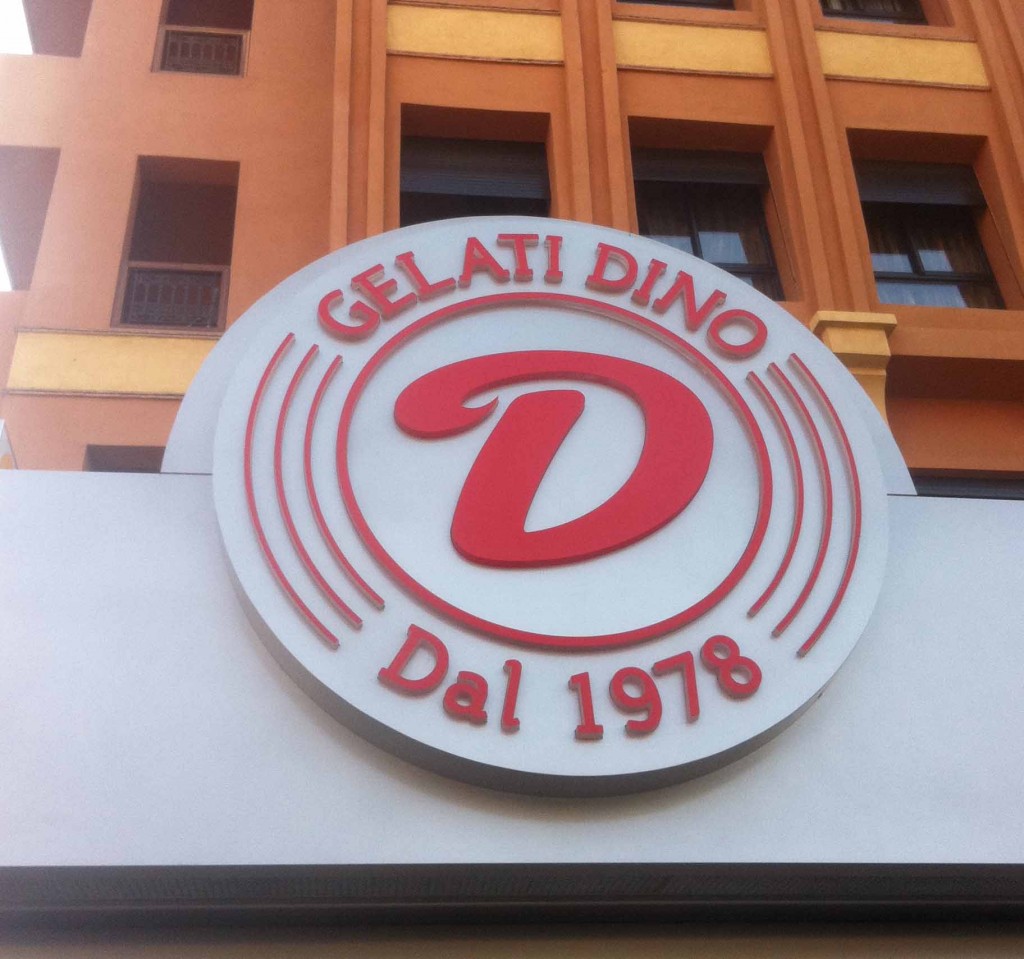 GELATI DINO
D
Dal 1978